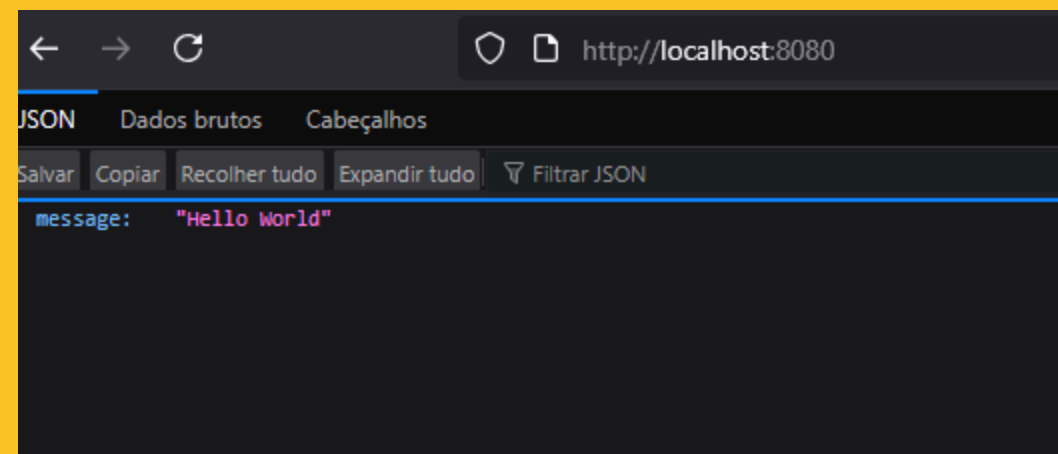 http://localhost:8080
JSON Dados brutos Cabeçalhos
Salvar Copiar Recolher tudo Expandir tudo Filtrar JSON
message: "Hello World"